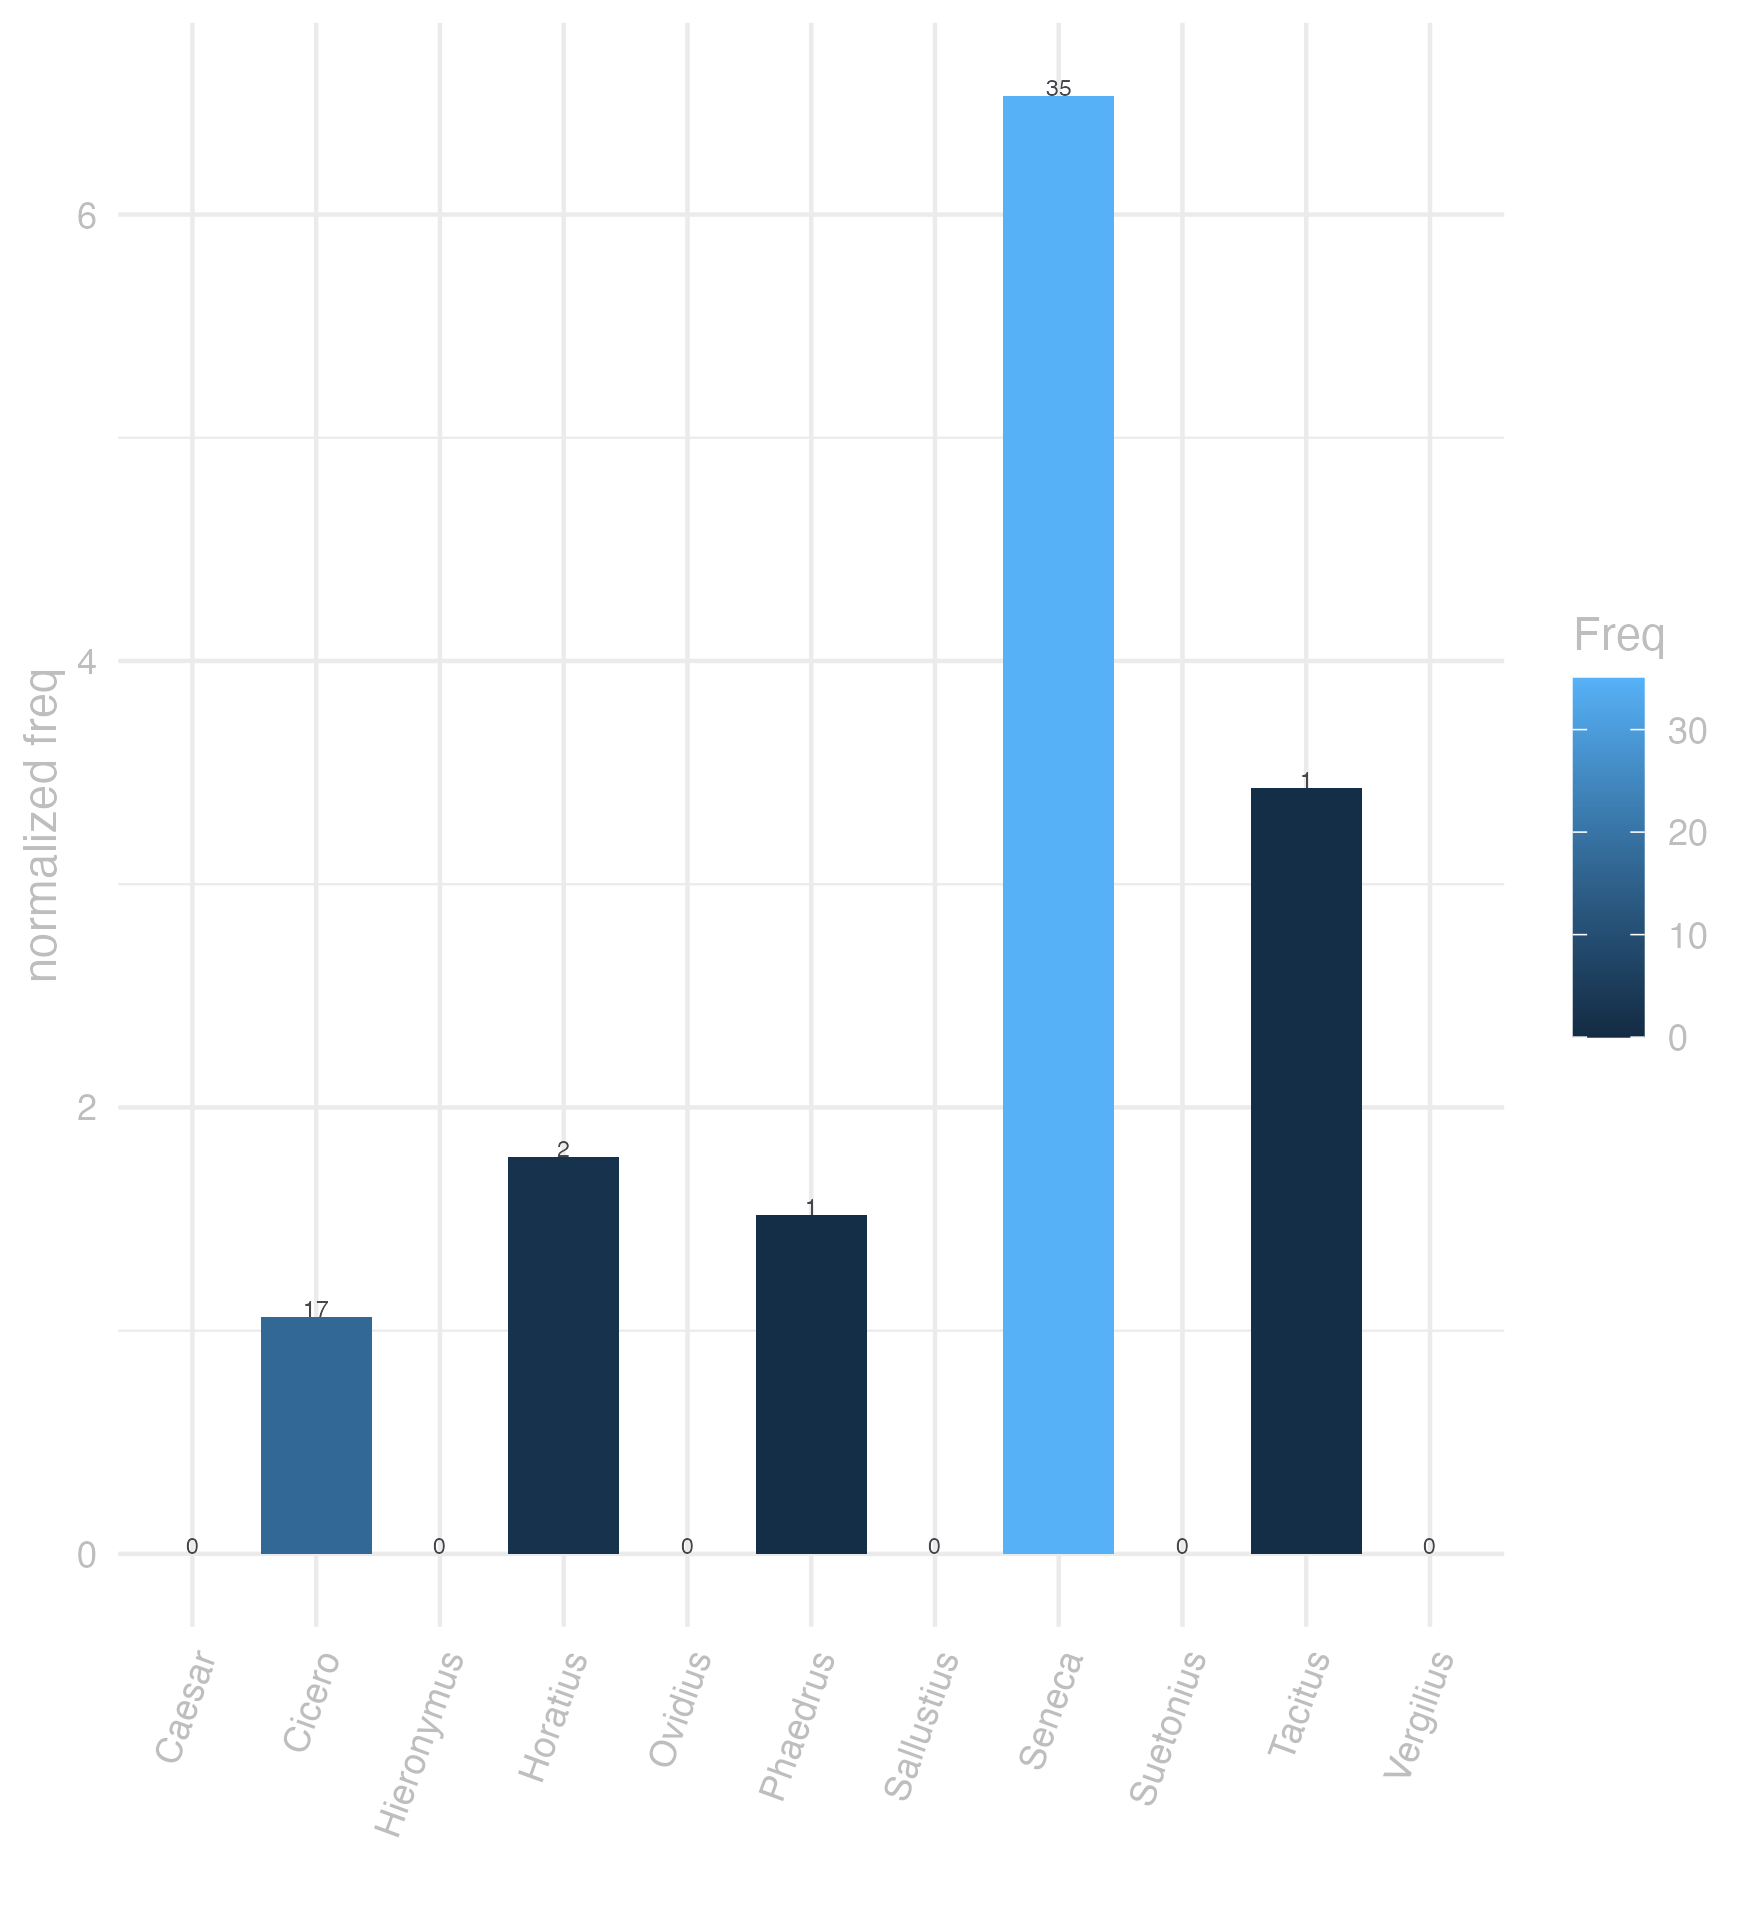 35
6
Freq
4
30
1
20
normalized freq
10
0
2
2
1
17
0
0
0
0
0
0
0
Caesar
Cicero
Hieronymus
Horatius
Ovidius
Phaedrus
Sallustius
Seneca
Suetonius
Tacitus
Vergilius